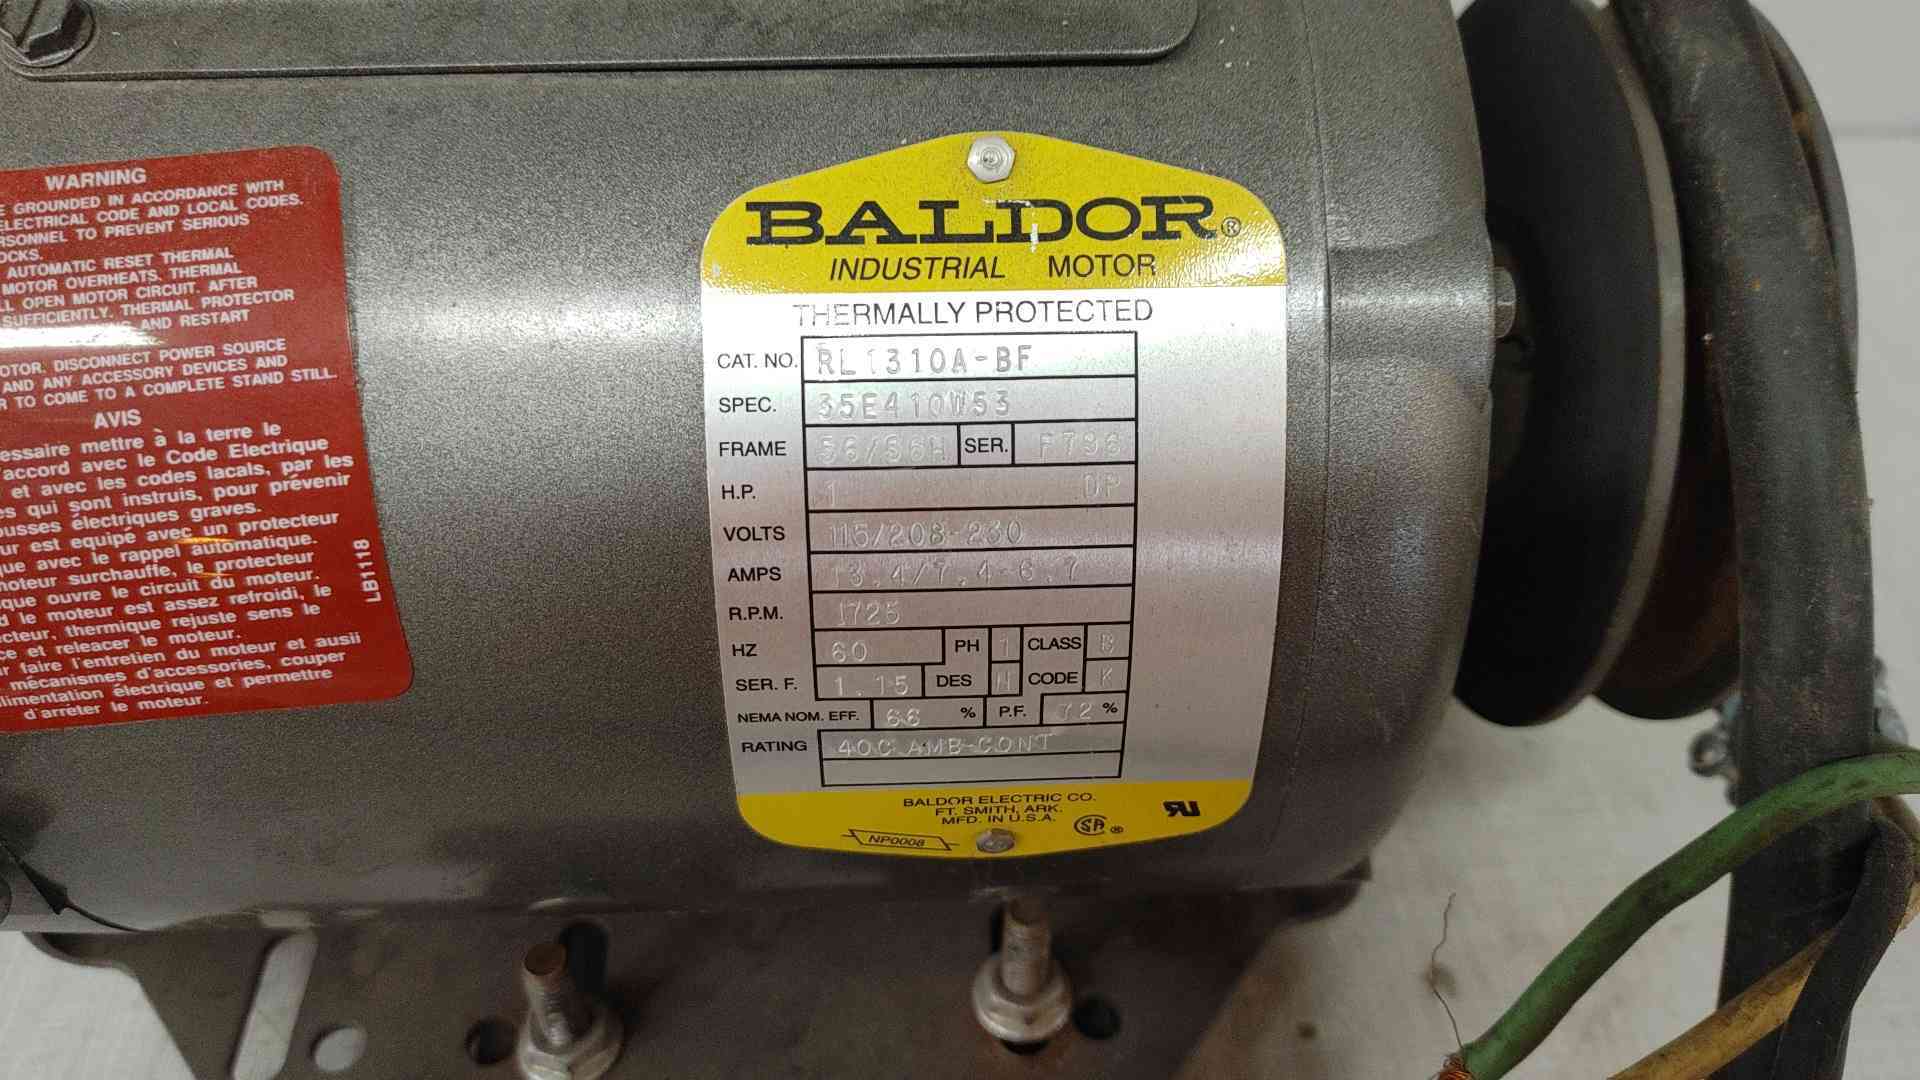 WARNING
E GROUNDED IN ACCORDANCE WITH
ELECTRICAL CODE AND LOCAL CODES.
RSONNEL TO PREVENT SERIOUS
OCKS.
AUTOMATIC RESET THERMAL
MOTOR OVERHEATS. THERMAL
LL OPEN MOTOR CIRCUIT. AFTER
SUFFICIENTLY. THERMAL PROTECTOR
AND RESTART
OTOR, DISCONNECT POWER SOURCE
AND ANY ACCESSORY DEVICES AND
R TO COME TO A COMPLETE STAND STILL.
AVIS
essaire mettre à la terre le
'accord avec le Code Electrique
et avec les codes lacals, par les
es qui sont instruis, pour prévenir
ousses électriques graves.
ur est equipé avec un protecteur
que avec le rappel automatique.
moteur surchauffe, le protecteur
que ouvre le circuit du moteur.
d le moteur est assez refroidi, le
cteur, thermique rejuste sens le
ce et releacer le moteur.
r faire l'entretien du moteur et ausii
mécanismes d'accessories, couper
limentation électrique et permettre
d'arréter le moteur.
LB1118
BALDOR®
INDUSTRIAL MOTOR
THERMALLY PROTECTED
CAT. NO. RL1310A-BF
SPEC. 35E410W53
FRAME 56/56H SER. F796
H.P. 1 OP
VOLTS 115/208-230
AMPS 13.4/7.4-6.7
R.P.M. 1725
HZ 60 PH 1 CLASS B
SER. F. 1.15 DES N CODE K
NEMA NOM. EFF. 66 % P.F. 72 %
RATING 40C AMB-CONT
BALDOR ELECTRIC CO.
FT. SMITH, ARK.
MFD. IN U.S.A.
NP0008